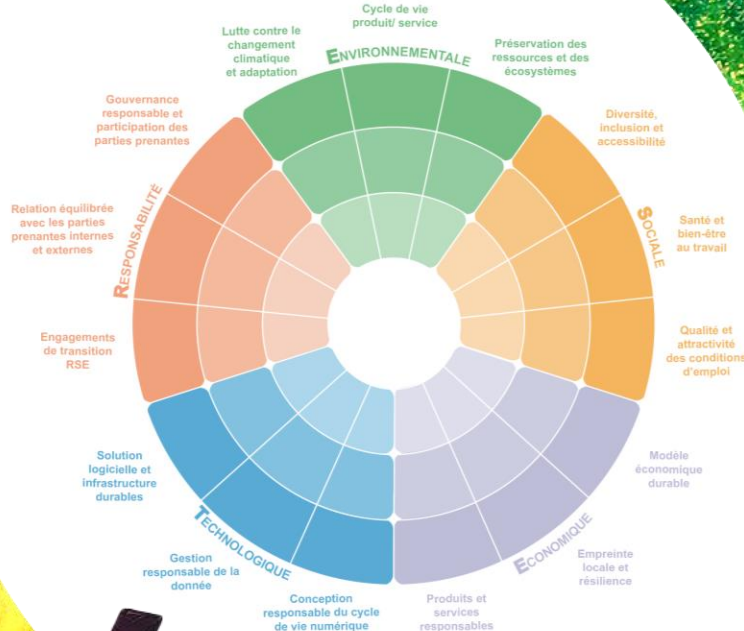 Cycle de vie
produit/ service
Lutte contre le
changement
climatique
et adaptation
ENVIRONNEMENTALE
Préservation des
ressources et des
écosystèmes
Gouvernance
responsable et
participation des
parties prenantes
Diversité,
inclusion et
accessibilité
Relation équilibrée
avec les parties
prenantes internes
et externes
RESPONSABILITÉ
SOCIALE
Santé et
bien-être
au travail
Engagements
de transition
RSE
Qualité et
attractivité
des conditions
d'emploi
Solution
logicielle et
infrastructure
durables
Modèle
économique
durable
TECHNOLOGIQUE
ECONOMIQUE
Gestion
responsable de la
donnée
Empreinte
locale et
résilience
Conception
responsable du cycle
de vie numérique
Produits et
services
responsables